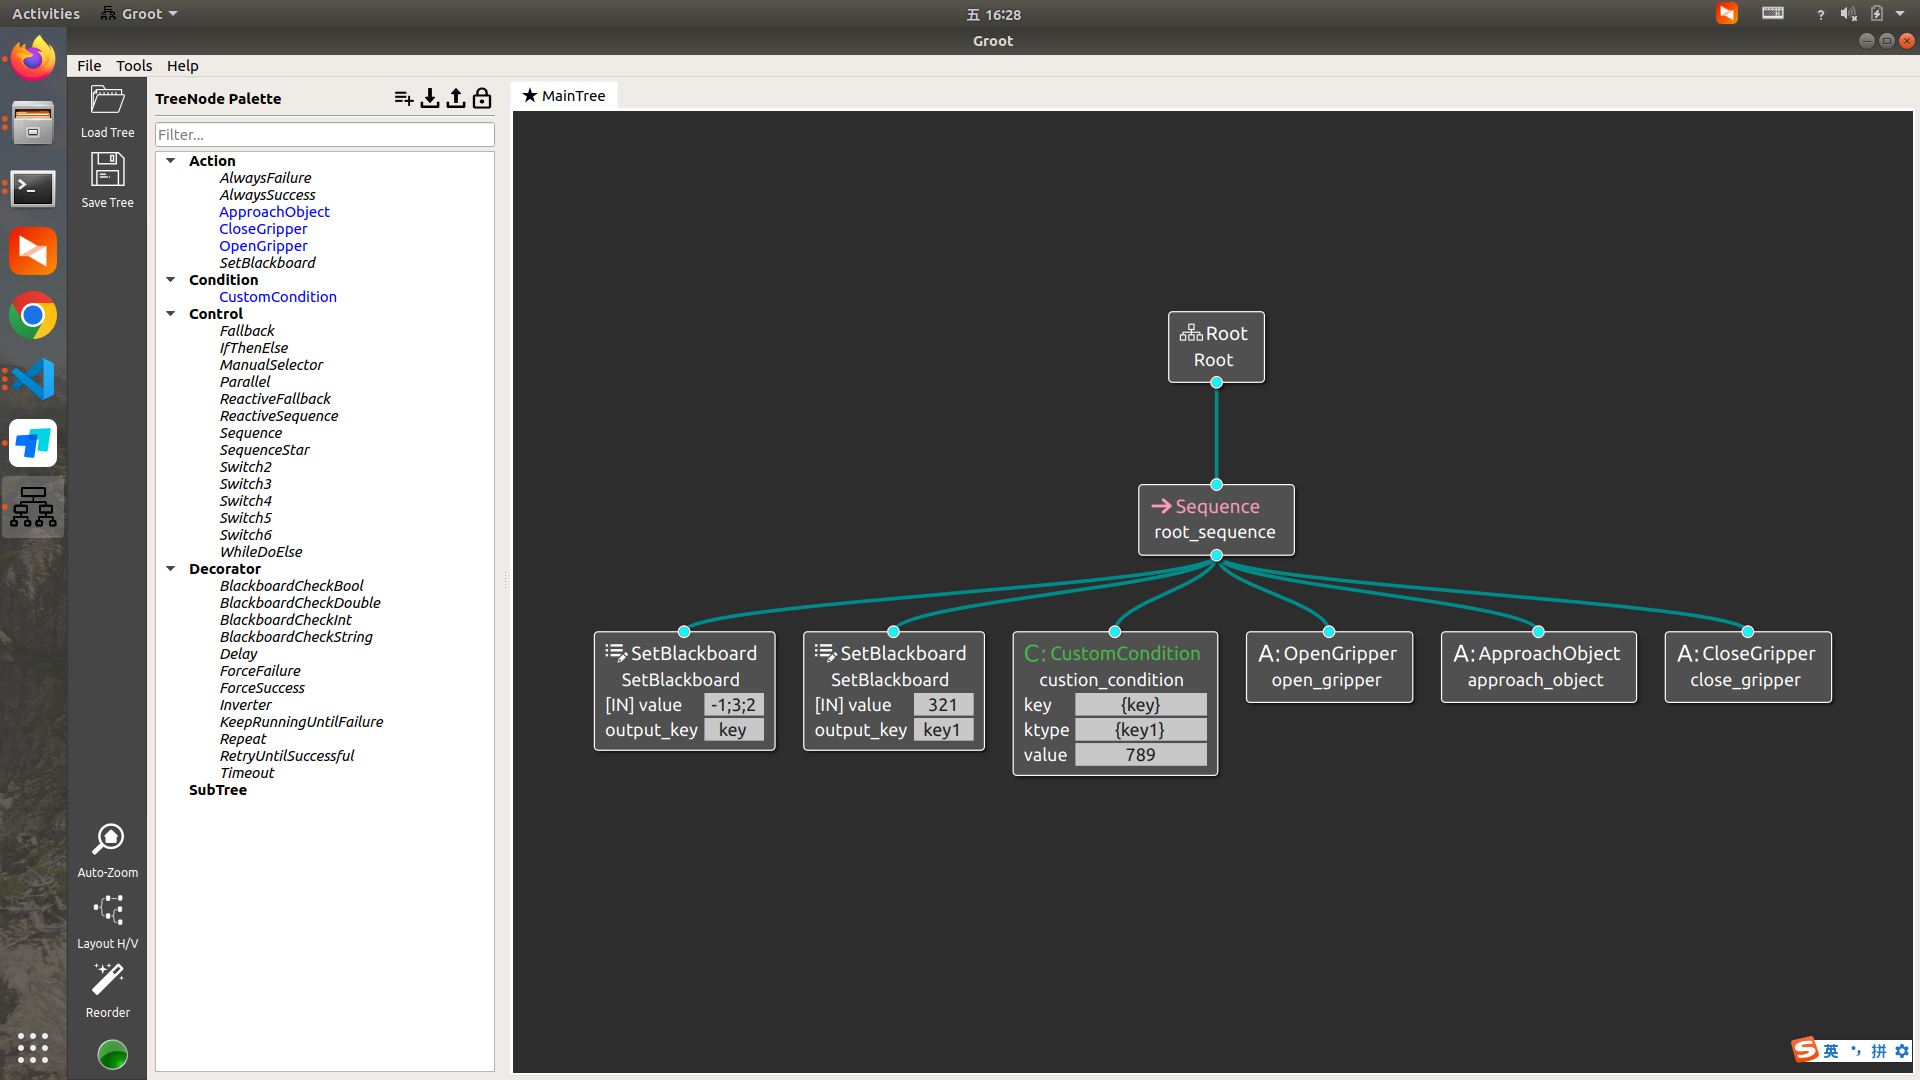 Activities
Groot
五 16:28
?
Groot
File
Tools
Help
Load Tree
Save Tree
TreeNode Palette
Filter...
Action
AlwaysFailure
AlwaysSuccess
ApproachObject
CloseGripper
OpenGripper
SetBlackboard
Condition
CustomCondition
Control
Fallback
IfThenElse
ManualSelector
Parallel
ReactiveFallback
ReactiveSequence
Sequence
SequenceStar
Switch2
Switch3
Switch4
Switch5
Switch6
WhileDoElse
Decorator
BlackboardCheckBool
BlackboardCheckDouble
BlackboardCheckInt
BlackboardCheckString
Delay
ForceFailure
ForceSuccess
Inverter
KeepRunningUntilFailure
Repeat
RetryUntilSuccessful
Timeout
SubTree
Auto-Zoom
Layout H/V
Reorder
★ MainTree
Root
Root
Sequence
root_sequence
SetBlackboard
SetBlackboard
[IN] value -1;3;2
output_key key
SetBlackboard
SetBlackboard
[IN] value 321
output_key key1
C: CustomCondition
custion_condition
key {key}
ktype {key1}
value 789
A: OpenGripper
open_gripper
A: ApproachObject
approach_object
A: CloseGripper
close_gripper
S 英 拼